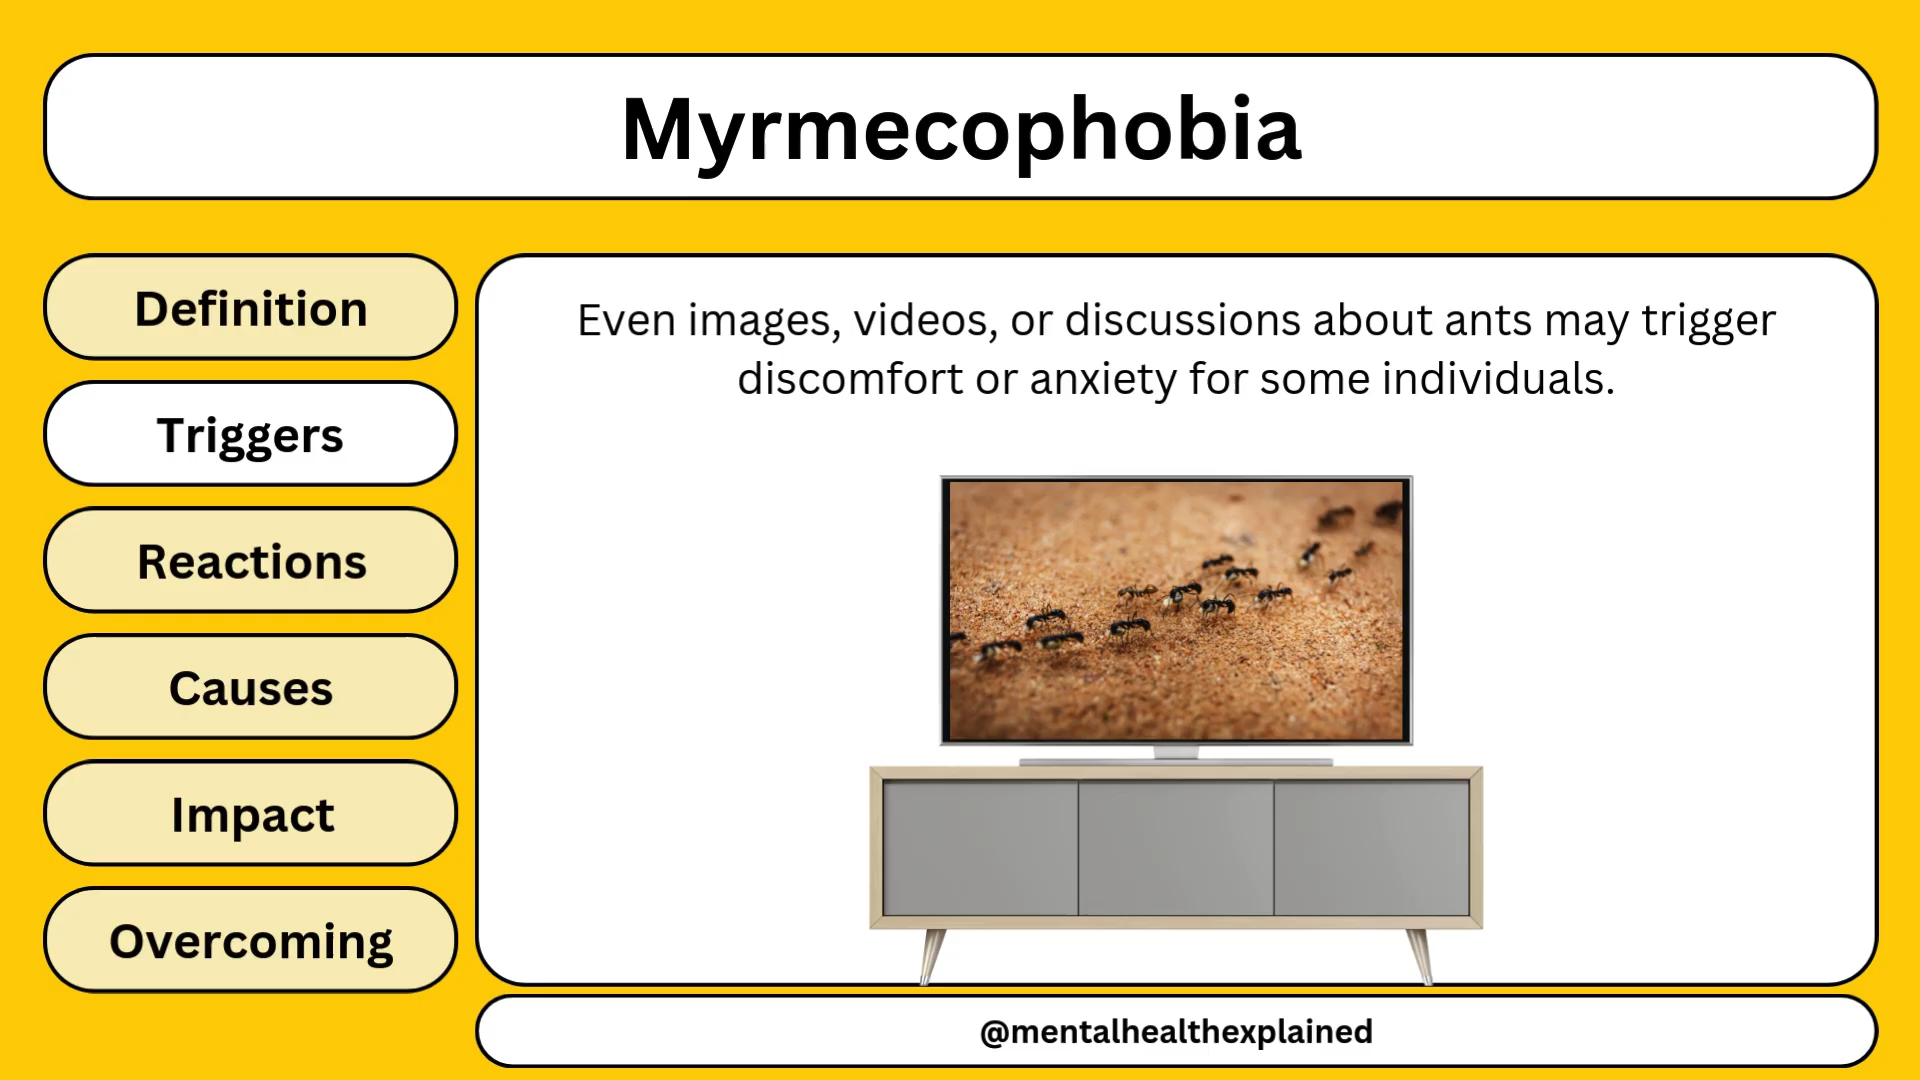 Myrmecophobia
Definition
Triggers
Reactions
Causes
Impact
Overcoming
Even images, videos, or discussions about ants may trigger
discomfort or anxiety for some individuals.
@mentalhealthexplained